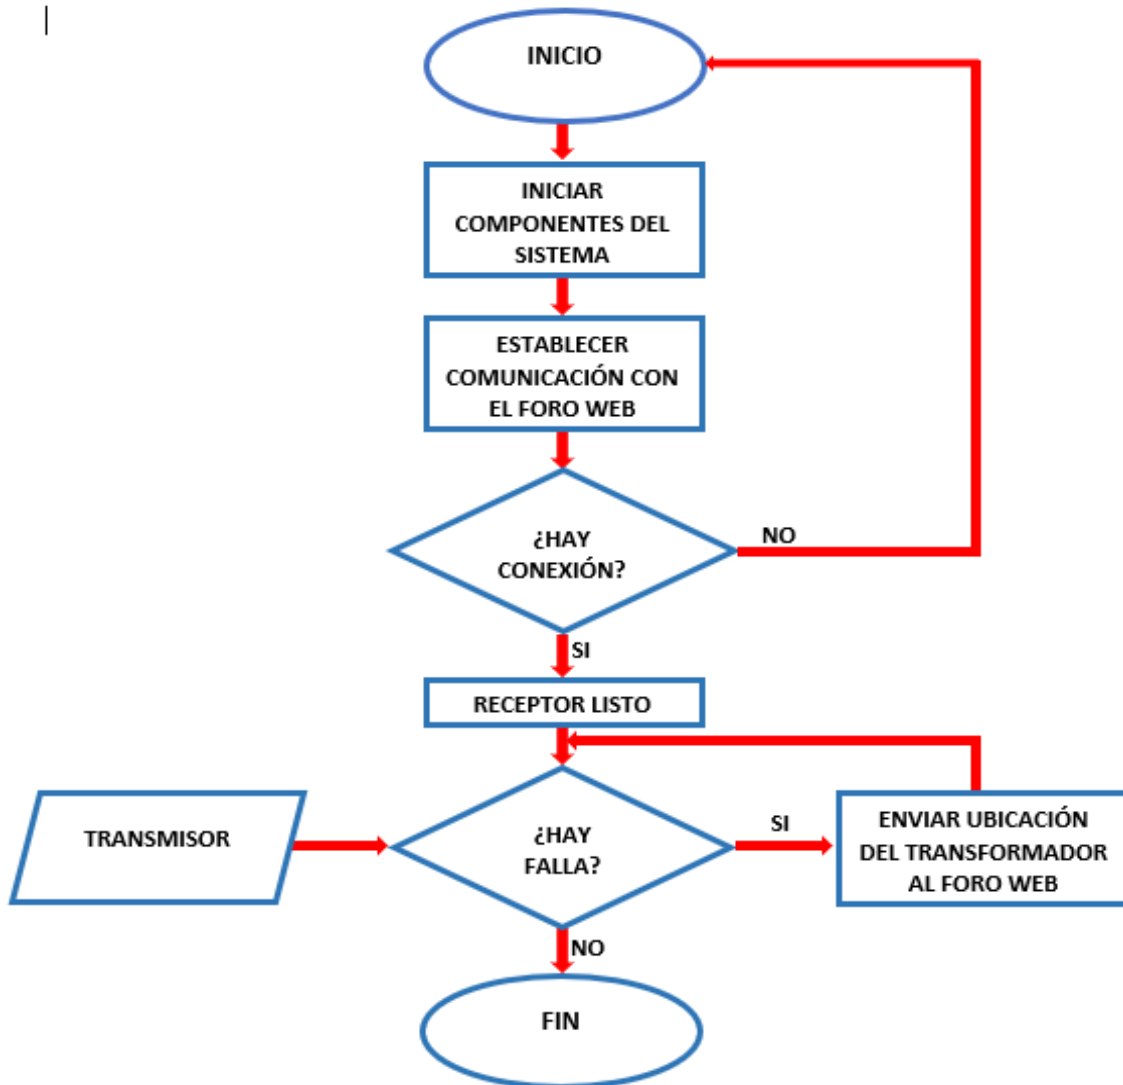 INICIO
INICIAR
COMPONENTES DEL
SISTEMA
ESTABLECER
COMUNICACIÓN CON
EL FORO WEB
¿HAY
CONEXIÓN?
NO
SI
RECEPTOR LISTO
TRANSMISOR
¿HAY
FALLA?
SI
ENVIAR UBICACIÓN
DEL TRANSFORMADOR
AL FORO WEB
NO
FIN